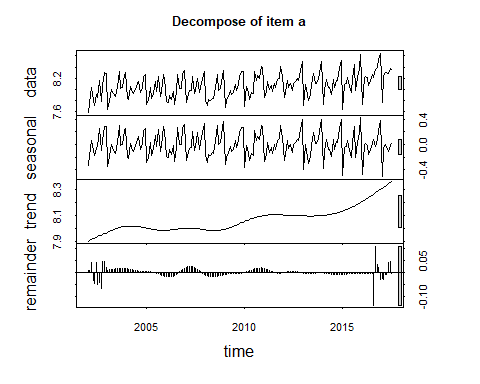 Decompose of item a
data
7.6 8.2
seasonal
-0.4 0.0 0.4
trend
7.9 8.1 8.3
remainder
-0.10 0.05
2005 2010 2015
time